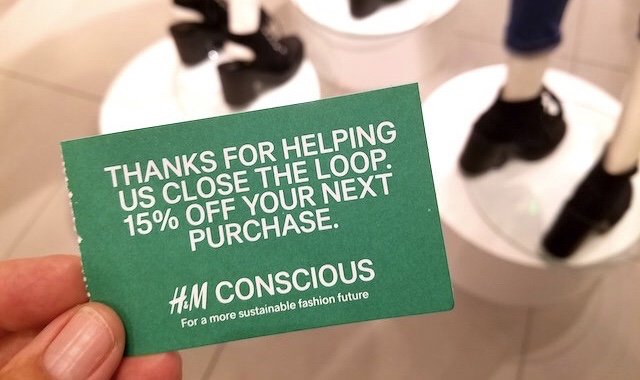 THANKS FOR HELPING
US CLOSE THE LOOP.
15% OFF YOUR NEXT
PURCHASE.
H&M CONSCIOUS
For a more sustainable fashion future